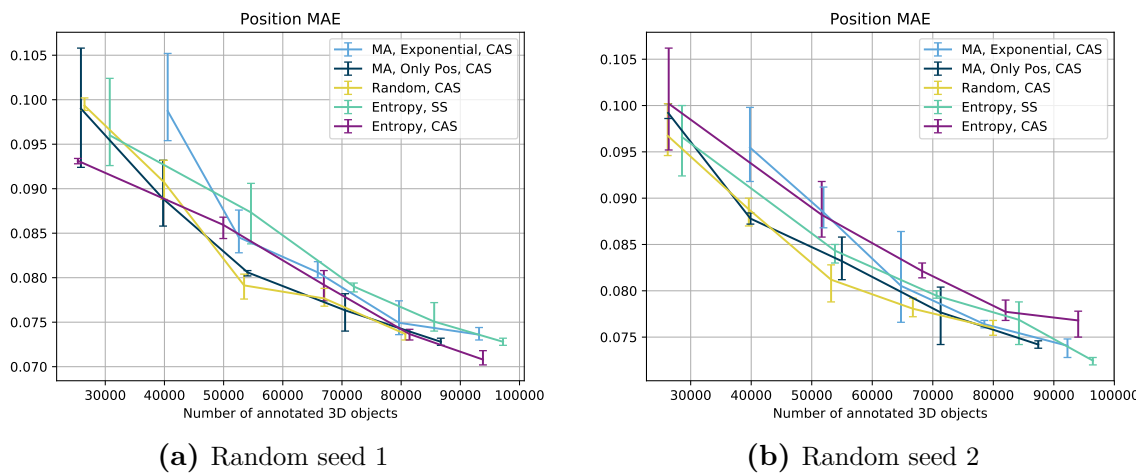 Position MAE
0.105
0.100
0.095
0.090
0.085
0.080
0.075
0.070
MA, Exponential, CAS
MA, Only Pos, CAS
Random, CAS
Entropy, SS
Entropy, CAS
30000 40000 50000 60000 70000 80000 90000 100000
Number of annotated 3D objects
(a) Random seed 1
Position MAE
0.105
0.100
0.095
0.090
0.085
0.080
0.075
MA, Exponential, CAS
MA, Only Pos, CAS
Random, CAS
Entropy, SS
Entropy, CAS
30000 40000 50000 60000 70000 80000 90000 100000
Number of annotated 3D objects
(b) Random seed 2